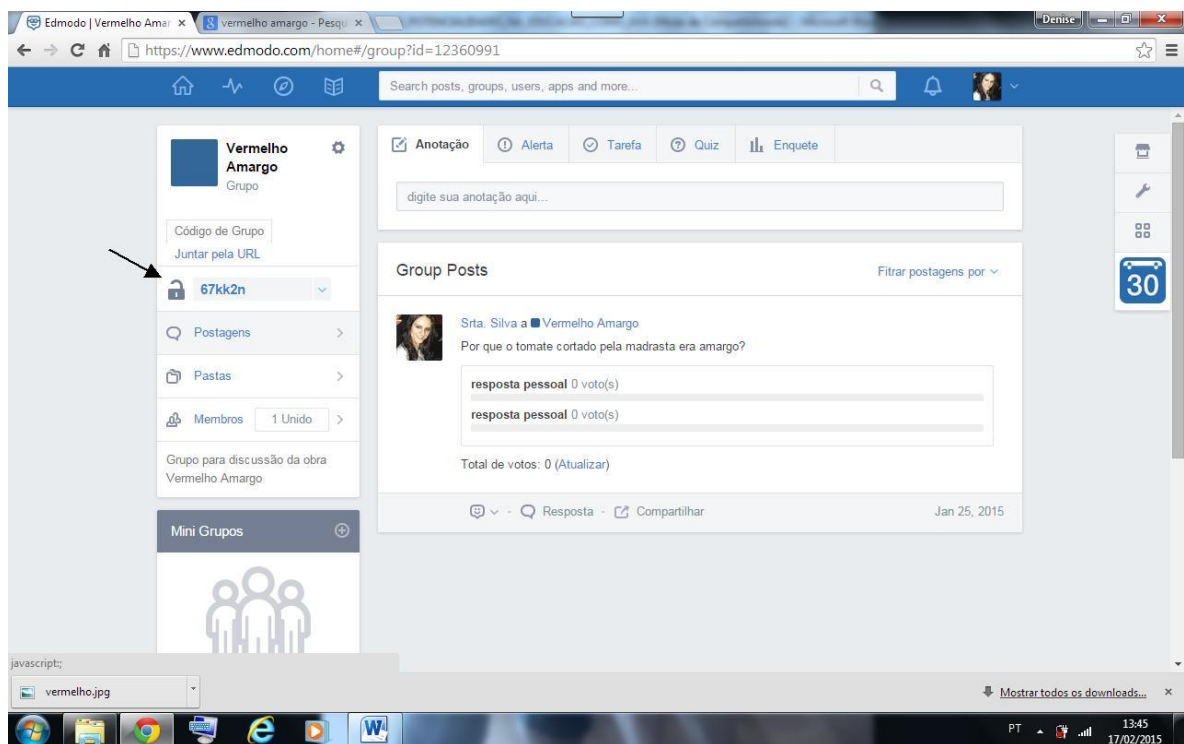 Edmodo | Vermelho Amar
vermelho amargo - Pesqu
Denise
https://www.edmodo.com/home#/group?id=12360991
Search posts, groups, users, apps and more...
Vermelho
Amargo
Grupo
Código de Grupo
Juntar pela URL
67kk2n
Postagens
Pastas
Membros 1 Unido
Grupo para discussão da obra
Vermelho Amargo
Mini Grupos
Anotação Alerta Tarefa Quiz Enquete
digite sua anotação aqui...
Group Posts Fitrar postagens por
Srta. Silva a Vermelho Amargo
Por que o tomate cortado pela madrasta era amargo?
resposta pessoal 0 voto(s)
resposta pessoal 0 voto(s)
Total de votos: 0 (Atualizar)
Resposta · Compartilhar Jan 25, 2015
30
javascript:;
vermelho.jpg
Mostrar todos os downloads...
PT
13:45
17/02/2015